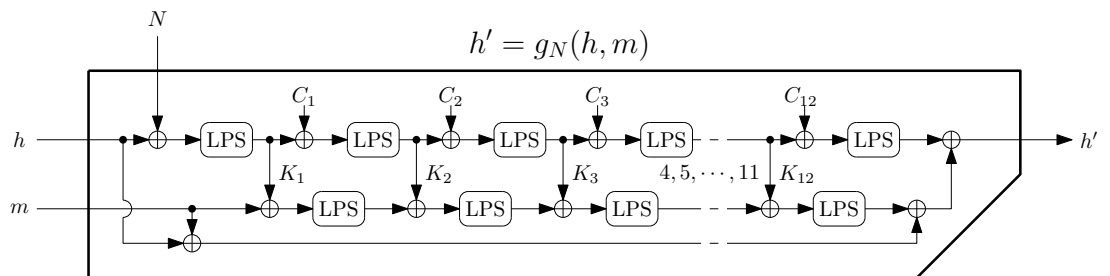 N
h' = g_N(h, m)
C_1 C_2 C_3 C_12
h LPS LPS LPS LPS LPS h'
K_1 K_2 K_3 4, 5, ⋯, 11 K_12
m LPS LPS LPS LPS